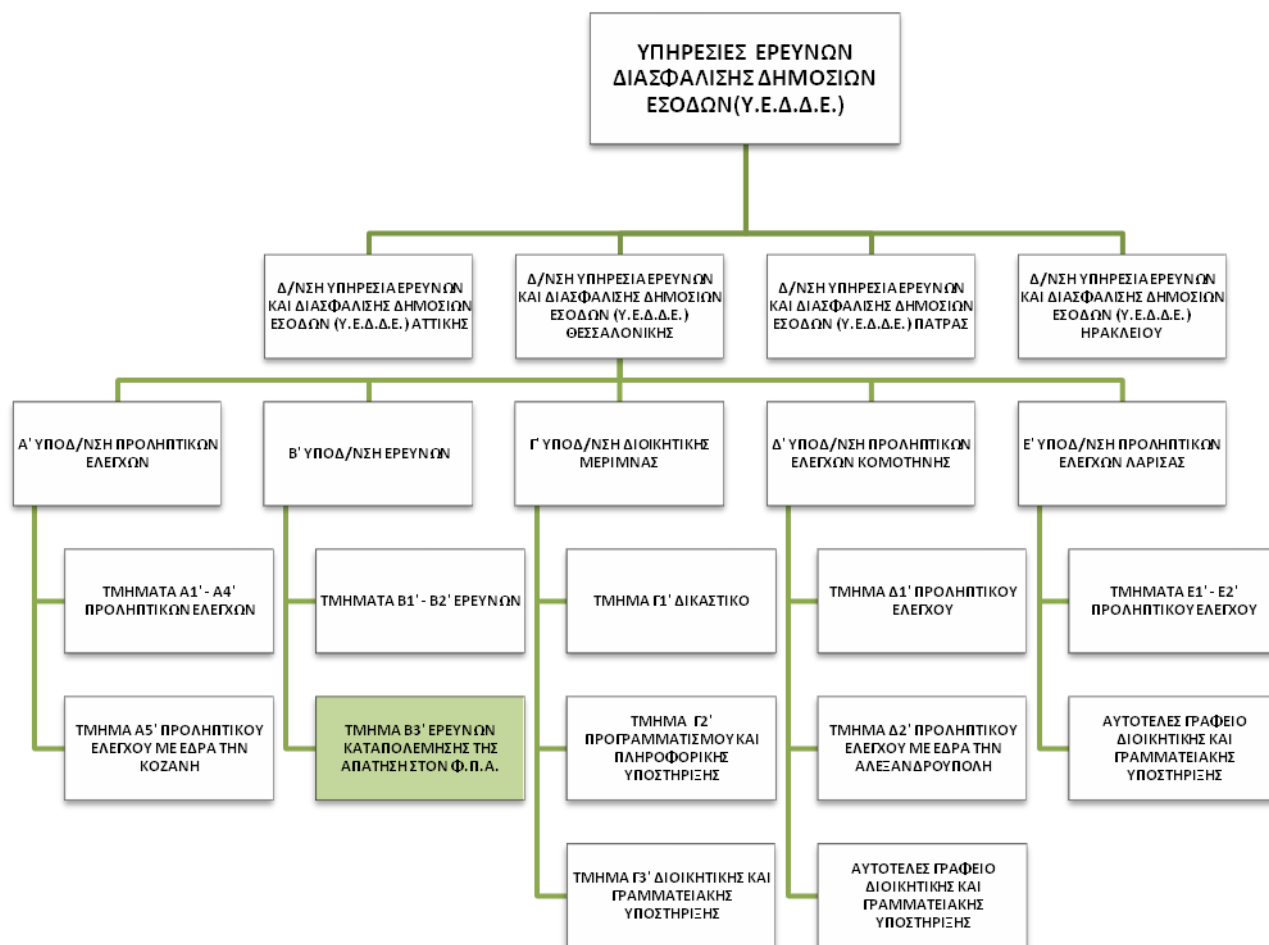 ΥΠΗΡΕΣΙΕΣ ΕΡΕΥΝΩΝ
ΔΙΑΣΦΑΛΙΣΗΣ ΔΗΜΟΣΙΩΝ
ΕΣΟΔΩΝ(Υ.Ε.Δ.Δ.Ε.)
Δ/ΝΣΗ ΥΠΗΡΕΣΙΑ ΕΡΕΥΝΩΝ
ΚΑΙ ΔΙΑΣΦΑΛΙΣΗΣ ΔΗΜΟΣΙΩΝ
ΕΣΟΔΩΝ (Υ.Ε.Δ.Δ.Ε.) ΑΤΤΙΚΗΣ
Δ/ΝΣΗ ΥΠΗΡΕΣΙΑ ΕΡΕΥΝΩΝ
ΚΑΙ ΔΙΑΣΦΑΛΙΣΗΣ ΔΗΜΟΣΙΩΝ
ΕΣΟΔΩΝ (Υ.Ε.Δ.Δ.Ε.)
ΘΕΣΣΑΛΟΝΙΚΗΣ
Δ/ΝΣΗ ΥΠΗΡΕΣΙΑ ΕΡΕΥΝΩΝ
ΚΑΙ ΔΙΑΣΦΑΛΙΣΗΣ ΔΗΜΟΣΙΩΝ
ΕΣΟΔΩΝ (Υ.Ε.Δ.Δ.Ε.) ΠΑΤΡΑΣ
Δ/ΝΣΗ ΥΠΗΡΕΣΙΑ ΕΡΕΥΝΩΝ
ΚΑΙ ΔΙΑΣΦΑΛΙΣΗΣ ΔΗΜΟΣΙΩΝ
ΕΣΟΔΩΝ (Υ.Ε.Δ.Δ.Ε.)
ΗΡΑΚΛΕΙΟΥ
Α' ΥΠΟΔ/ΝΣΗ ΠΡΟΛΗΠΤΙΚΩΝ
ΕΛΕΓΧΩΝ
Β' ΥΠΟΔ/ΝΣΗ ΕΡΕΥΝΩΝ
Γ' ΥΠΟΔ/ΝΣΗ ΔΙΟΙΚΗΤΙΚΗΣ
ΜΕΡΙΜΝΑΣ
Δ' ΥΠΟΔ/ΝΣΗ ΠΡΟΛΗΠΤΙΚΩΝ
ΕΛΕΓΧΩΝ ΚΟΜΟΤΗΝΗΣ
Ε' ΥΠΟΔ/ΝΣΗ ΠΡΟΛΗΠΤΙΚΩΝ
ΕΛΕΓΧΩΝ ΛΑΡΙΣΑΣ
ΤΜΗΜΑΤΑ Α1' - Α4'
ΠΡΟΛΗΠΤΙΚΩΝ ΕΛΕΓΧΩΝ
ΤΜΗΜΑΤΑ Β1' - Β2' ΕΡΕΥΝΩΝ
ΤΜΗΜΑ Γ1' ΔΙΚΑΣΤΙΚΟ
ΤΜΗΜΑ Δ1' ΠΡΟΛΗΠΤΙΚΟΥ
ΕΛΕΓΧΟΥ
ΤΜΗΜΑΤΑ Ε1' - Ε2'
ΠΡΟΛΗΠΤΙΚΟΥ ΕΛΕΓΧΟΥ
ΤΜΗΜΑ Α5' ΠΡΟΛΗΠΤΙΚΟΥ
ΕΛΕΓΧΟΥ ΜΕ ΕΔΡΑ ΤΗΝ
ΚΟΖΑΝΗ
ΤΜΗΜΑ Β3' ΕΡΕΥΝΩΝ
ΚΑΤΑΠΟΛΕΜΗΣΗΣ ΤΗΣ
ΑΠΑΤΗΣ ΣΤΟΝ Φ.Π.Α.
ΤΜΗΜΑ Γ2'
ΠΡΟΓΡΑΜΜΑΤΙΣΜΟΥ ΚΑΙ
ΠΛΗΡΟΦΟΡΙΚΗΣ
ΥΠΟΣΤΗΡΙΞΗΣ
ΤΜΗΜΑ Δ2' ΠΡΟΛΗΠΤΙΚΟΥ
ΕΛΕΓΧΟΥ ΜΕ ΕΔΡΑ ΤΗΝ
ΑΛΕΞΑΝΔΡΟΥΠΟΛΗ
ΑΥΤΟΤΕΛΕΣ ΓΡΑΦΕΙΟ
ΔΙΟΙΚΗΤΙΚΗΣ ΚΑΙ
ΓΡΑΜΜΑΤΕΙΑΚΗΣ
ΥΠΟΣΤΗΡΙΞΗΣ
ΤΜΗΜΑ Γ3' ΔΙΟΙΚΗΤΙΚΗΣ ΚΑΙ
ΓΡΑΜΜΑΤΕΙΑΚΗΣ
ΥΠΟΣΤΗΡΙΞΗΣ
ΑΥΤΟΤΕΛΕΣ ΓΡΑΦΕΙΟ
ΔΙΟΙΚΗΤΙΚΗΣ ΚΑΙ
ΓΡΑΜΜΑΤΕΙΑΚΗΣ
ΥΠΟΣΤΗΡΙΞΗΣ